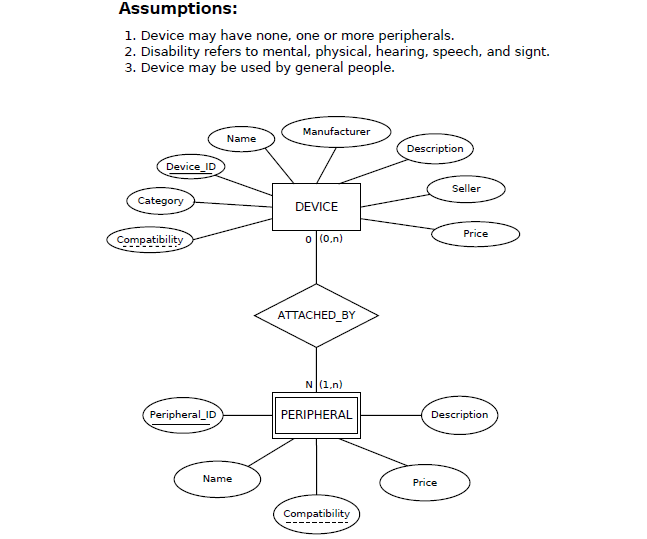 Assumptions:
1. Device may have none, one or more peripherals.
2. Disability refers to mental, physical, hearing, speech, and signt.
3. Device may be used by general people.
Manufacturer
Name
Description
Device_ID
Seller
Category
DEVICE
Price
Compatibility
0 (0,n)
ATTACHED_BY
N (1,n)
Peripheral_ID
PERIPHERAL
Description
Name
Price
Compatibility